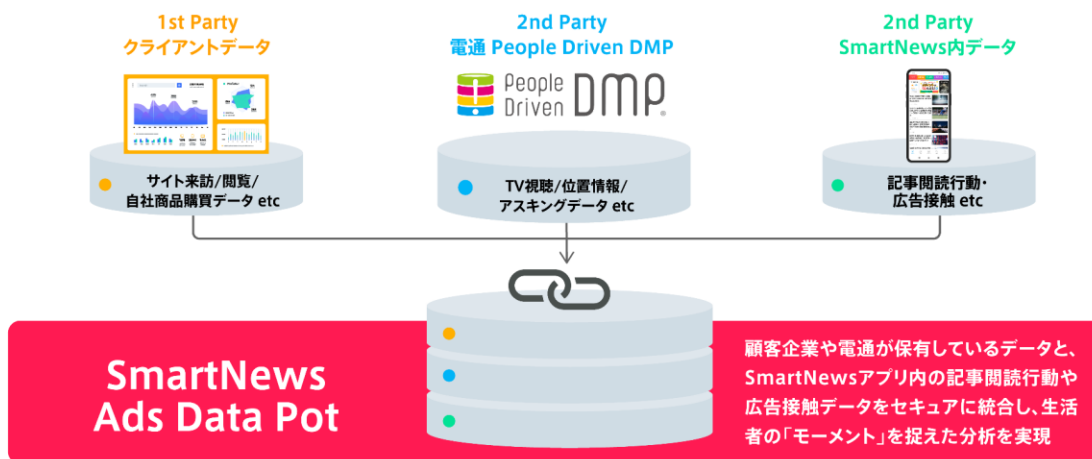 1st Party
クライアントデータ
2nd Party
電通 People Driven DMP
2nd Party
SmartNews内データ
People
Driven
DMP®
サイト来訪/閲覧/
自社商品購買データ etc
TV視聴/位置情報/
アスキングデータ etc
記事閲読行動・
広告接触 etc
SmartNews
Ads Data Pot
顧客企業や電通が保有しているデータと、
SmartNewsアプリ内の記事閲読行動や
広告接触データをセキュアに統合し、生活
者の「モーメント」を捉えた分析を実現